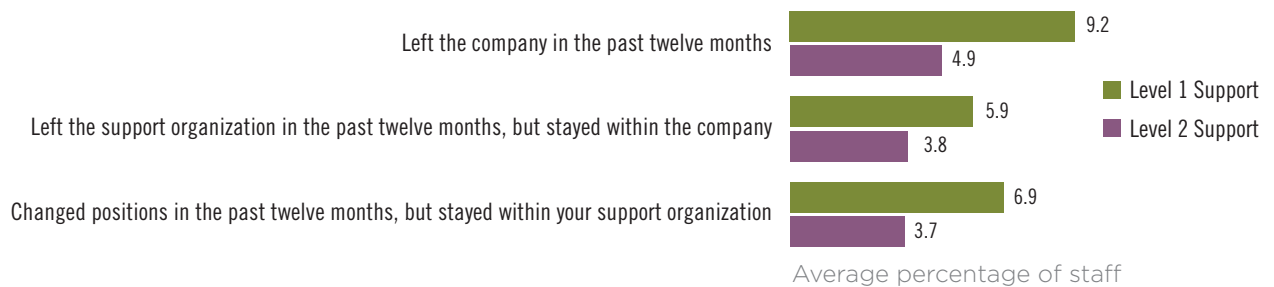 Left the company in the past twelve months
9.2
4.9
Level 1 Support
Left the support organization in the past twelve months, but stayed within the company
5.9
3.8
Level 2 Support
Changed positions in the past twelve months, but stayed within your support organization
6.9
3.7
Average percentage of staff